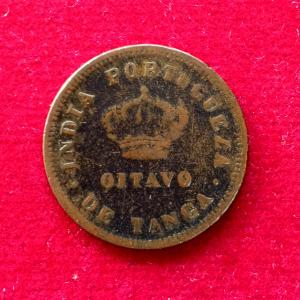 INDIA PORTUGUEZA
OITAVO
DE TANGA